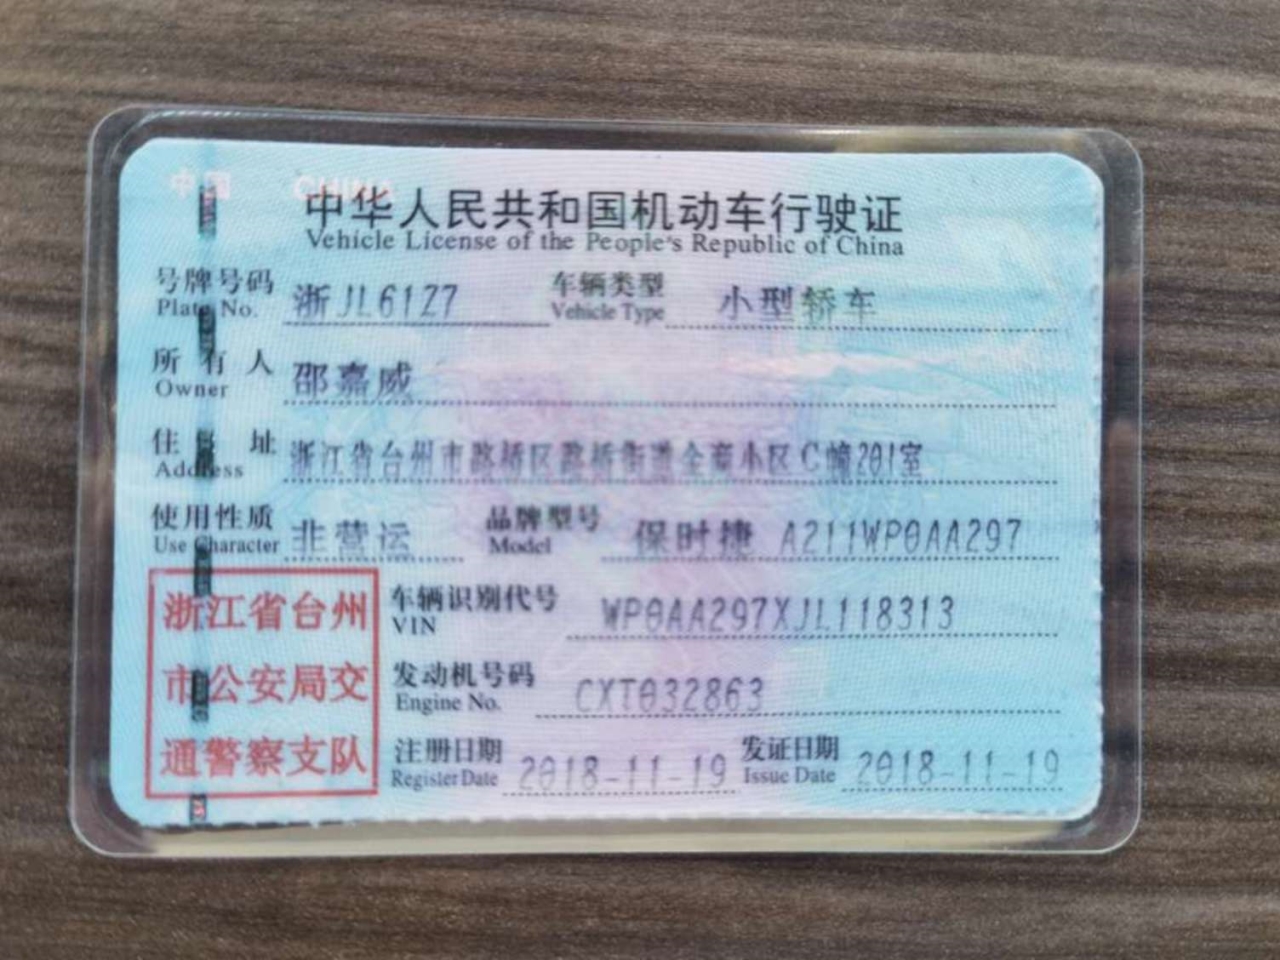 中国 CHINA
中华人民共和国机动车行驶证
Vehicle License of the People's Republic of China
号牌号码 浙JL61Z7 车辆类型 小型轿车
Plate No. Vehicle Type
所有人 邵嘉威
Owner
住址 浙江省台州市路桥区路桥街道金商小区C幢201室
Address
使用性质 非营运 品牌型号 保时捷 A211WP0AA297
Use Character Model
浙江省台州
市公安局交
通警察支队
车辆识别代号 WP0AA297XJL118313
VIN
发动机号码 CXT032863
Engine No.
注册日期 2018-11-19 发证日期 2018-11-19
Register Date Issue Date